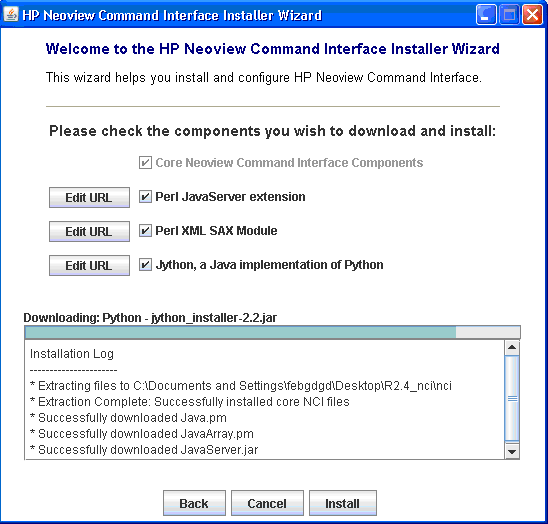 HP Neoview Command Interface Installer Wizard
Welcome to the HP Neoview Command Interface Installer Wizard
This wizard helps you install and configure HP Neoview Command Interface.
Please check the components you wish to download and install:
Core Neoview Command Interface Components
Edit URL Perl JavaServer extension
Edit URL Perl XML SAX Module
Edit URL Jython, a Java implementation of Python
Downloading: Python - jython_installer-2.2.jar
Installation Log
----------------------
* Extracting files to C:\Documents and Settings\febgdgd\Desktop\R2.4_nci\nci
* Extraction Complete: Successfully installed core NCI files
* Successfully downloaded Java.pm
* Successfully downloaded JavaArray.pm
* Successfully downloaded JavaServer.jar
Back Cancel Install